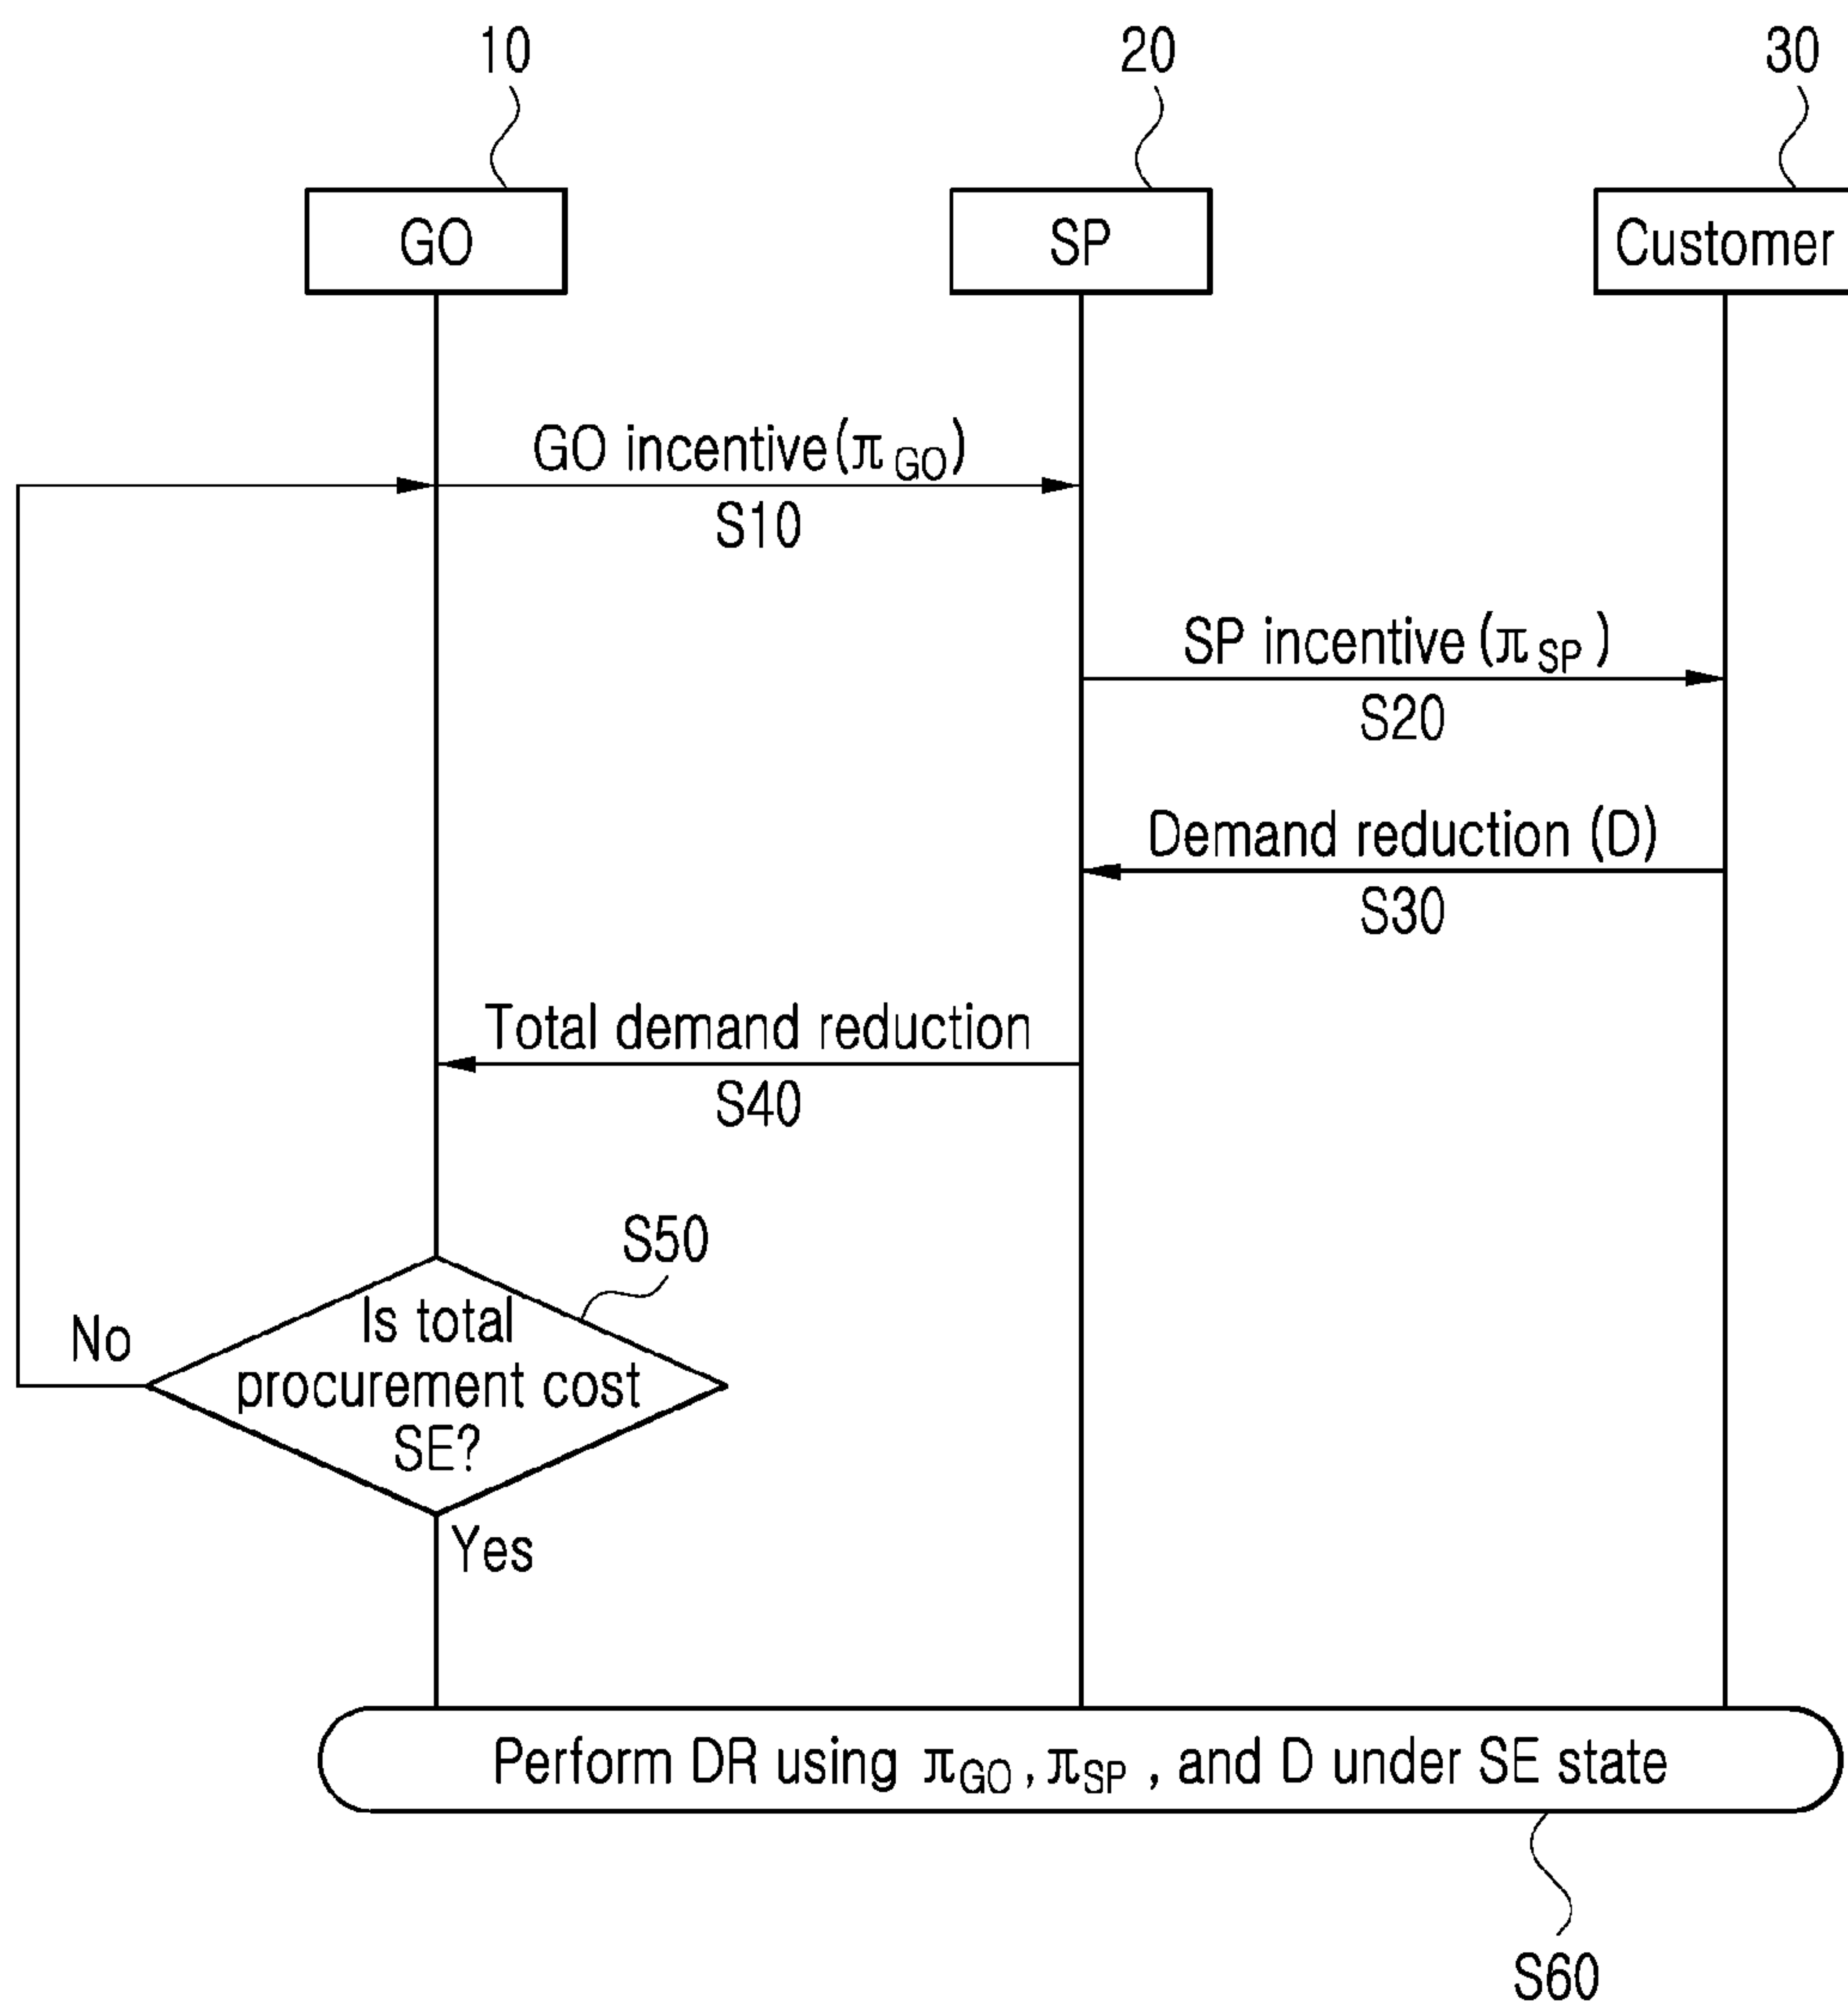 10
20
30
GO
SP
Customer
GO incentive (π GO)
S10
SP incentive (π SP)
S20
Demand reduction (D)
S30
Total demand reduction
S40
S50
Is total
procurement cost
SE?
No
Yes
Perform DR using πGO, πSP, and D under SE state
S60